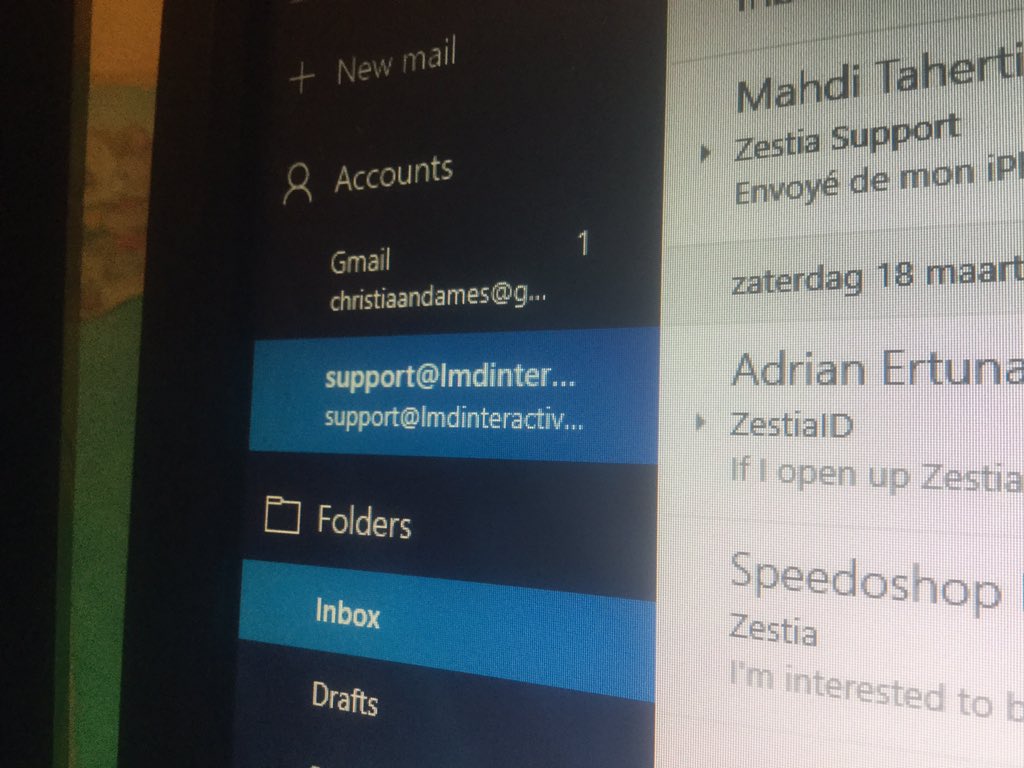 New mail
Accounts
Gmail 1
christiaandames@g...
support@lmdinter...
support@lmdinteractiv...
Folders
Inbox
Drafts
Mahdi Taherti
Zestia Support
Envoyé de mon iPh
zaterdag 18 maart
Adrian Ertuna
ZestiaID
If I open up Zestia
Speedoshop
Zestia
I'm interested to b